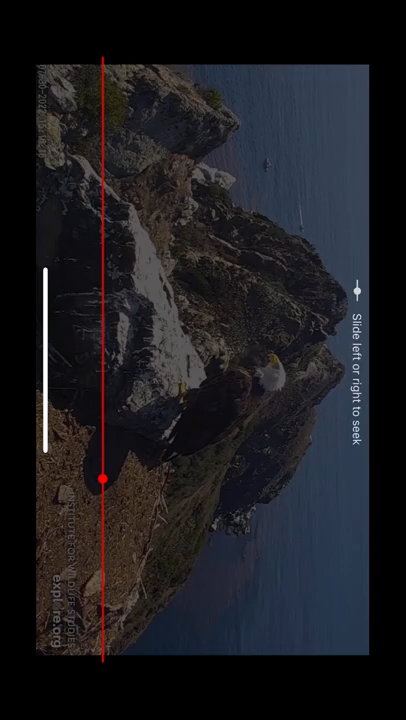 Slide left or right to seek
INSTITUTE FOR WILDLIFE STUDIES
explore.org